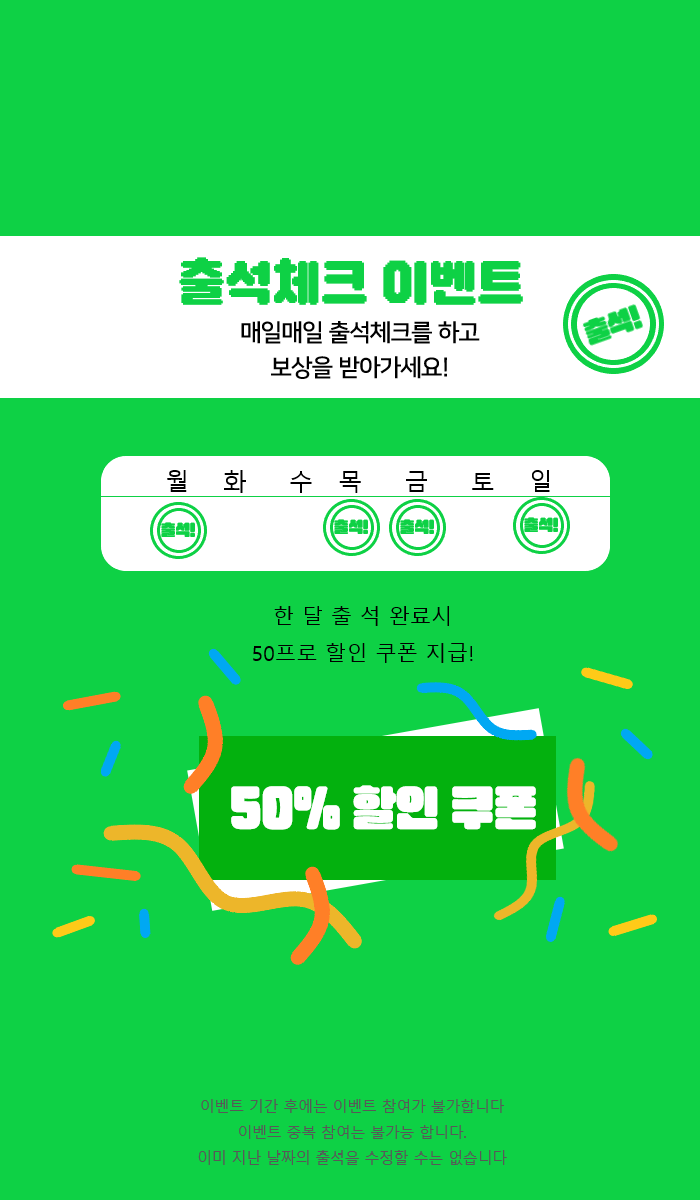 출석체크 이벤트
매일매일 출석체크를 하고
보상을 받아가세요!
출석!
월 화 수 목 금 토 일
출석! 출석! 출석! 출석!
한 달 출 석 완료시
50프로 할인 쿠폰 지급!
50% 할인 쿠폰
이벤트 기간 후에는 이벤트 참여가 불가합니다
이벤트 중복 참여는 불가능 합니다.
이미 지난 날짜의 출석을 수정할 수는 없습니다